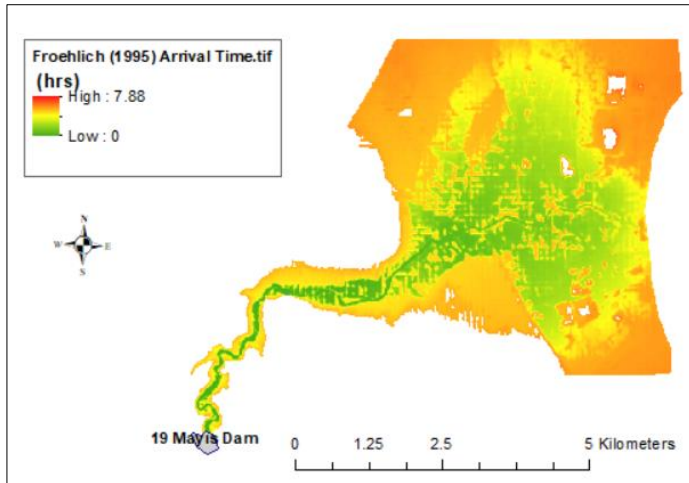 Froehlich (1995) Arrival Time.tif
(hrs)
High : 7.88
Low : 0
N
W E
S
19 Mayis Dam
0 1.25 2.5 5 Kilometers